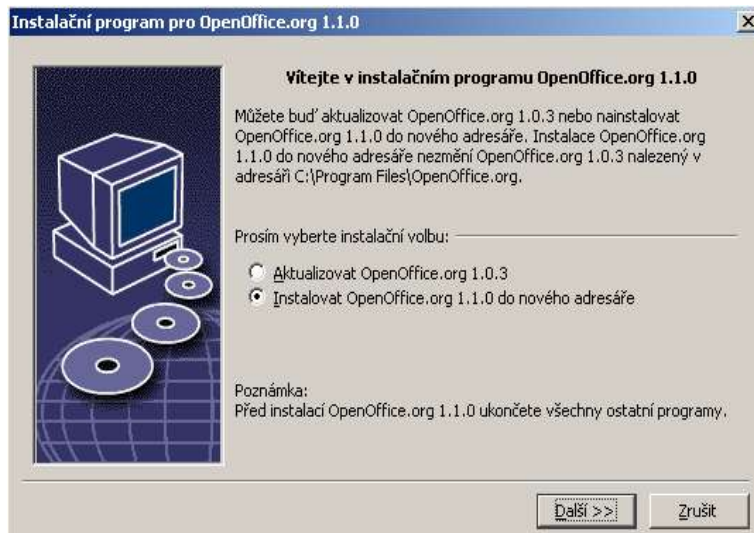 Instalační program pro OpenOffice.org 1.1.0
Vítejte v instalačním programu OpenOffice.org 1.1.0
Můžete buď aktualizovat OpenOffice.org 1.0.3 nebo nainstalovat
OpenOffice.org 1.1.0 do nového adresáře. Instalace OpenOffice.org
1.1.0 do nového adresáře nezmění OpenOffice.org 1.0.3 nalezený v
adresáři C:\Program Files\OpenOffice.org.
Prosím vyberte instalační volbu:
Aktualizovat OpenOffice.org 1.0.3
Instalovat OpenOffice.org 1.1.0 do nového adresáře
Poznámka:
Před instalací OpenOffice.org 1.1.0 ukončete všechny ostatní programy.
Další >>
Zrušit